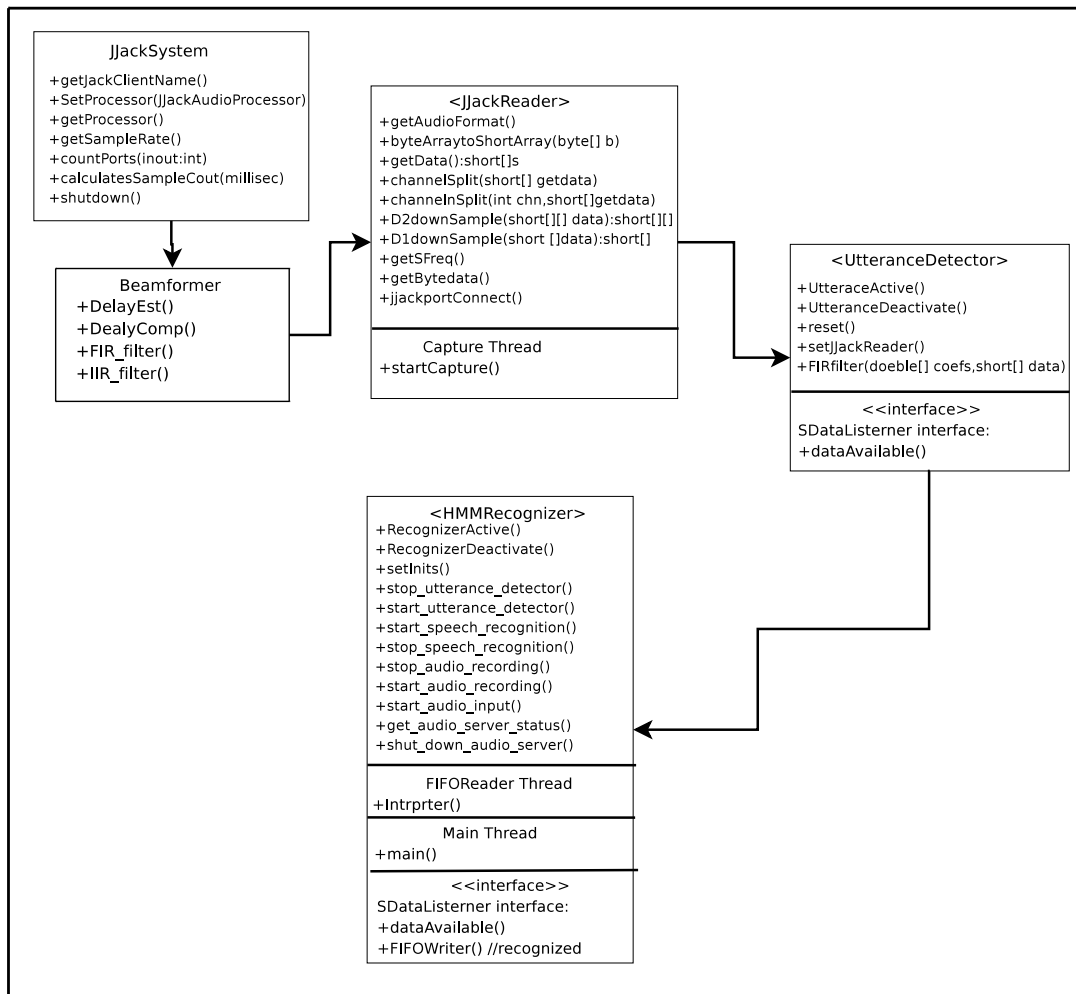 JJackSystem
+getJackClientName()
+SetProcessor(JJackAudioProcessor)
+getProcessor()
+getSampleRate()
+countPorts(inout:int)
+calculatesSampleCout(millisec)
+shutdown()
Beamformer
+DelayEst()
+DealyComp()
+FIR_filter()
+IIR_filter()
<JJackReader>
+getAudioFormat()
+byteArraytoShortArray(byte[] b)
+getData():short[]s
+channelSplit(short[] getdata)
+channelnSplit(int chn,short[]getdata)
+D2downSample(short[][] data):short[][]
+D1downSample(short []data):short[]
+getSFreq()
+getBytedata()
+jjackportConnect()
Capture Thread
+startCapture()
<UtteranceDetector>
+UtteraceActive()
+UtteranceDeactivate()
+reset()
+setJJackReader()
+FIRfilter(doeble[] coefs,short[] data)
<<interface>>
SDataListerner interface:
+dataAvailable()
<HMMRecognizer>
+RecognizerActive()
+RecognizerDeactivate()
+setInits()
+stop_utterance_detector()
+start_utterance_detector()
+start_speech_recognition()
+stop_speech_recognition()
+stop_audio_recording()
+start_audio_recording()
+start_audio_input()
+get_audio_server_status()
+shut_down_audio_server()
FIFOReader Thread
+Intrprter()
Main Thread
+main()
<<interface>>
SDataListerner interface:
+dataAvailable()
+FIFOWriter() //recognized